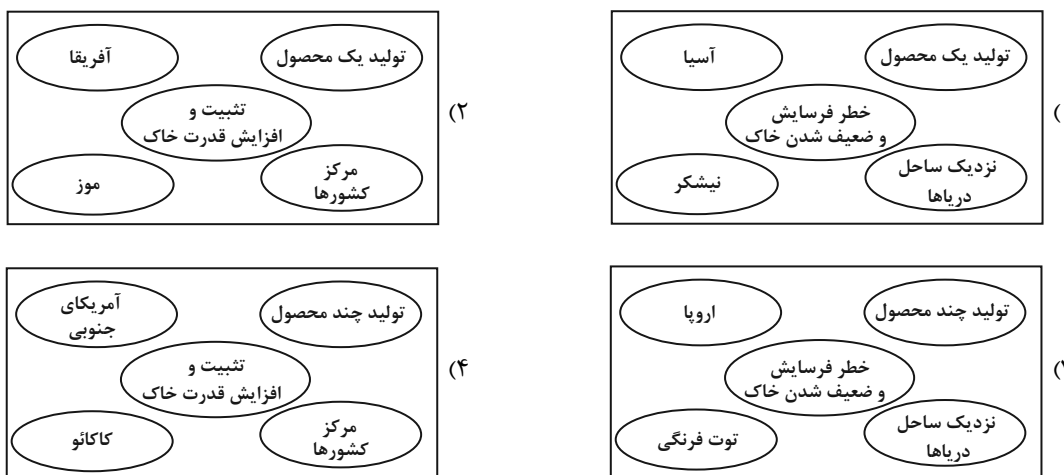 آسیا
تولید یک محصول
خطر فرسایش
و ضعیف شدن خاک
نیشکر
نزدیک ساحل
دریاها
۲)
آفریقا
تولید یک محصول
تثبیت و
افزایش قدرت خاک
موز
مرکز
کشورها
اروپا
تولید چند محصول
خطر فرسایش
و ضعیف شدن خاک
توت فرنگی
نزدیک ساحل
دریاها
۴)
آمریکای
جنوبی
تولید چند محصول
تثبیت و
افزایش قدرت خاک
کاکائو
مرکز
کشورها